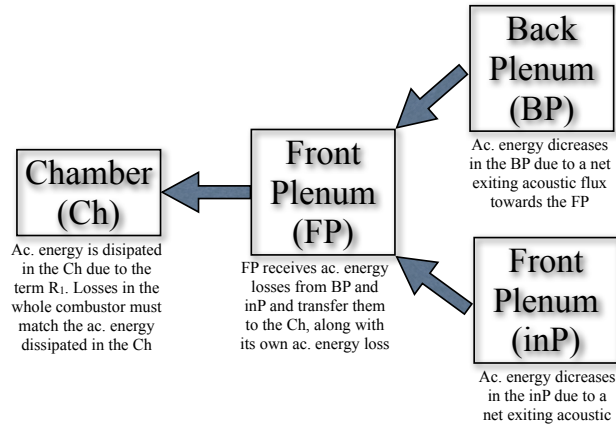 Back
Plenum
(BP)
Ac. energy dicreases
in the BP due to a net
exiting acoustic flux
towards the FP
Front
Plenum
(FP)
FP receives ac. energy
losses from BP and
inP and transfer them
to the Ch, along with
its own ac. energy loss
Chamber
(Ch)
Ac. energy is disipated
in the Ch due to the
term R₁. Losses in the
whole combustor must
match the ac. energy
dissipated in the Ch
Front
Plenum
(inP)
Ac. energy dicreases
in the inP due to a
net exiting acoustic